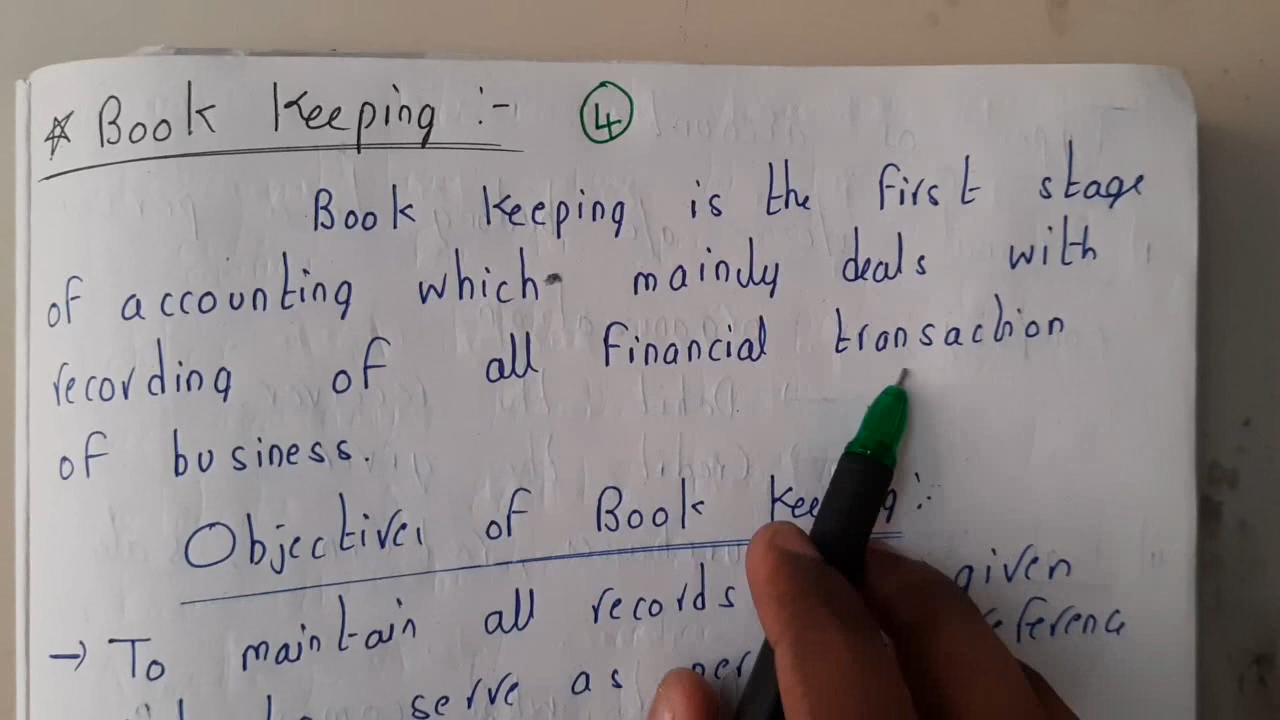 * Book Keeping :- 4
Book Keeping is the first stage
of accounting which mainly deals with
recording of all financial transaction
of business.
Objectives of Book :-
→ To maintain all records given
serve as